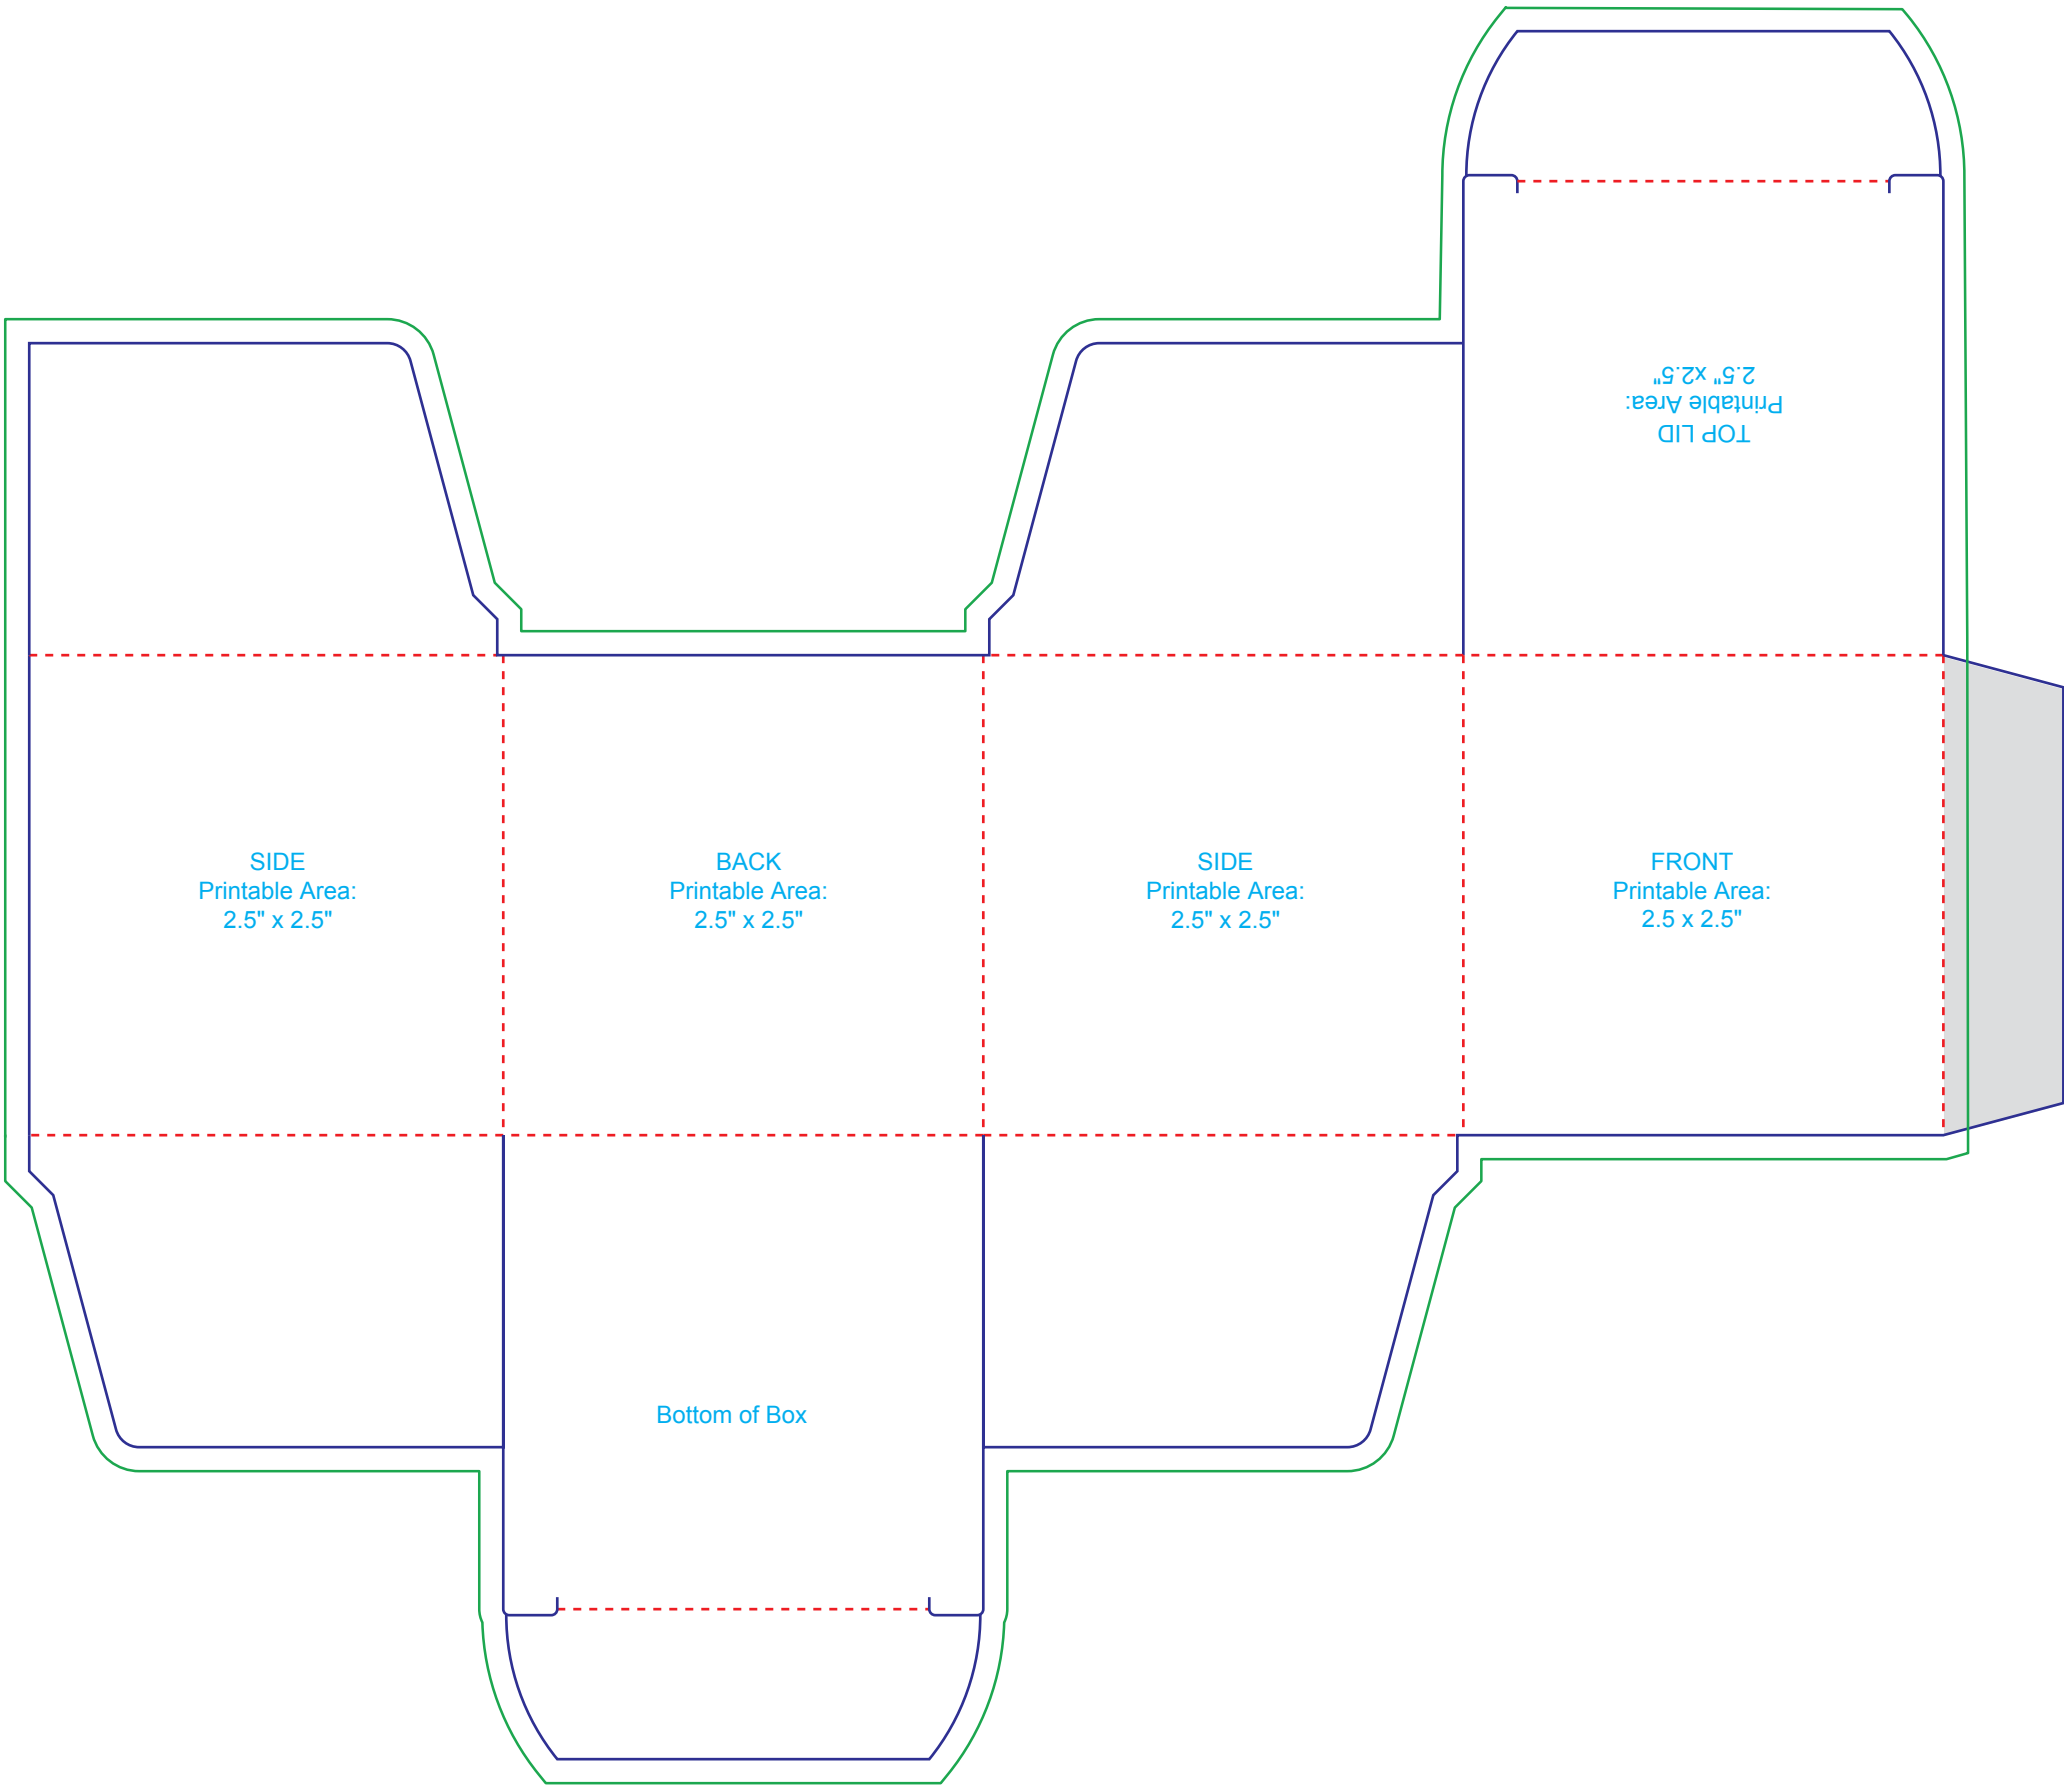 TOP LID
Printable Area:
2.5" x2.5"
SIDE
Printable Area:
2.5" x 2.5"
BACK
Printable Area:
2.5" x 2.5"
SIDE
Printable Area:
2.5" x 2.5"
FRONT
Printable Area:
2.5 x 2.5"
Bottom of Box